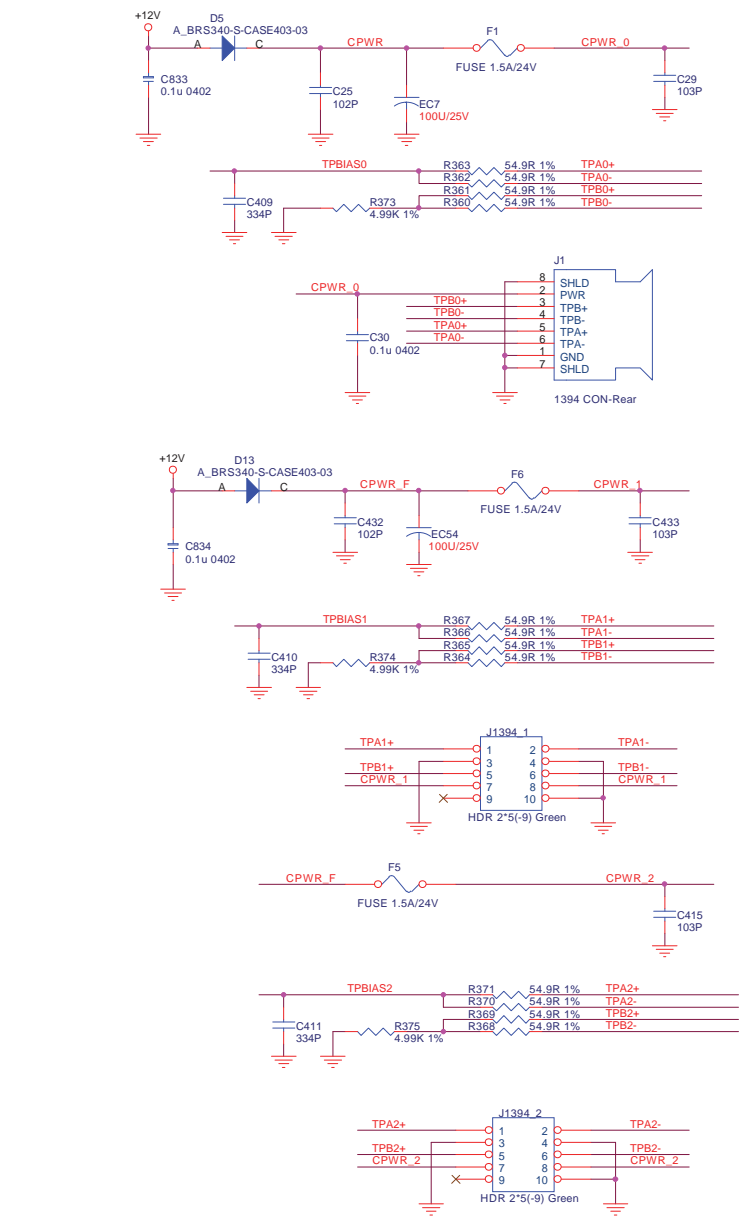 +12V
D5
A_BRS340-S-CASE403-03
A C
CPWR
F1
CPWR_0
FUSE 1.5A/24V
C833
0.1u 0402
C25
102P
EC7
100U/25V
C29
103P
TPBIAS0
R363 54.9R 1% TPA0+
R362 54.9R 1% TPA0-
R361 54.9R 1% TPB0+
R360 54.9R 1% TPB0-
C409
334P
R373
4.99K 1%
J1
CPWR_0
8 SHLD
2 PWR
TPB0+ 3 TPB+
TPB0- 4 TPB-
TPA0+ 5 TPA+
TPA0- 6 TPA-
1 GND
7 SHLD
C30
0.1u 0402
1394 CON-Rear
+12V
D13
A_BRS340-S-CASE403-03
A C
CPWR_F
F6
CPWR_1
FUSE 1.5A/24V
C834
0.1u 0402
C432
102P
EC54
100U/25V
C433
103P
TPBIAS1
R367 54.9R 1% TPA1+
R366 54.9R 1% TPA1-
R365 54.9R 1% TPB1+
R364 54.9R 1% TPB1-
C410
334P
R374
4.99K 1%
J1394_1
TPA1+ 1 2 TPA1-
3 4
TPB1+ 5 6 TPB1-
CPWR_1 7 8 CPWR_1
9 10
HDR 2*5(-9) Green
CPWR_F
F5
CPWR_2
FUSE 1.5A/24V
C415
103P
TPBIAS2
R371 54.9R 1% TPA2+
R370 54.9R 1% TPA2-
R369 54.9R 1% TPB2+
R368 54.9R 1% TPB2-
C411
334P
R375
4.99K 1%
J1394_2
TPA2+ 1 2 TPA2-
3 4
TPB2+ 5 6 TPB2-
CPWR_2 7 8 CPWR_2
9 10
HDR 2*5(-9) Green